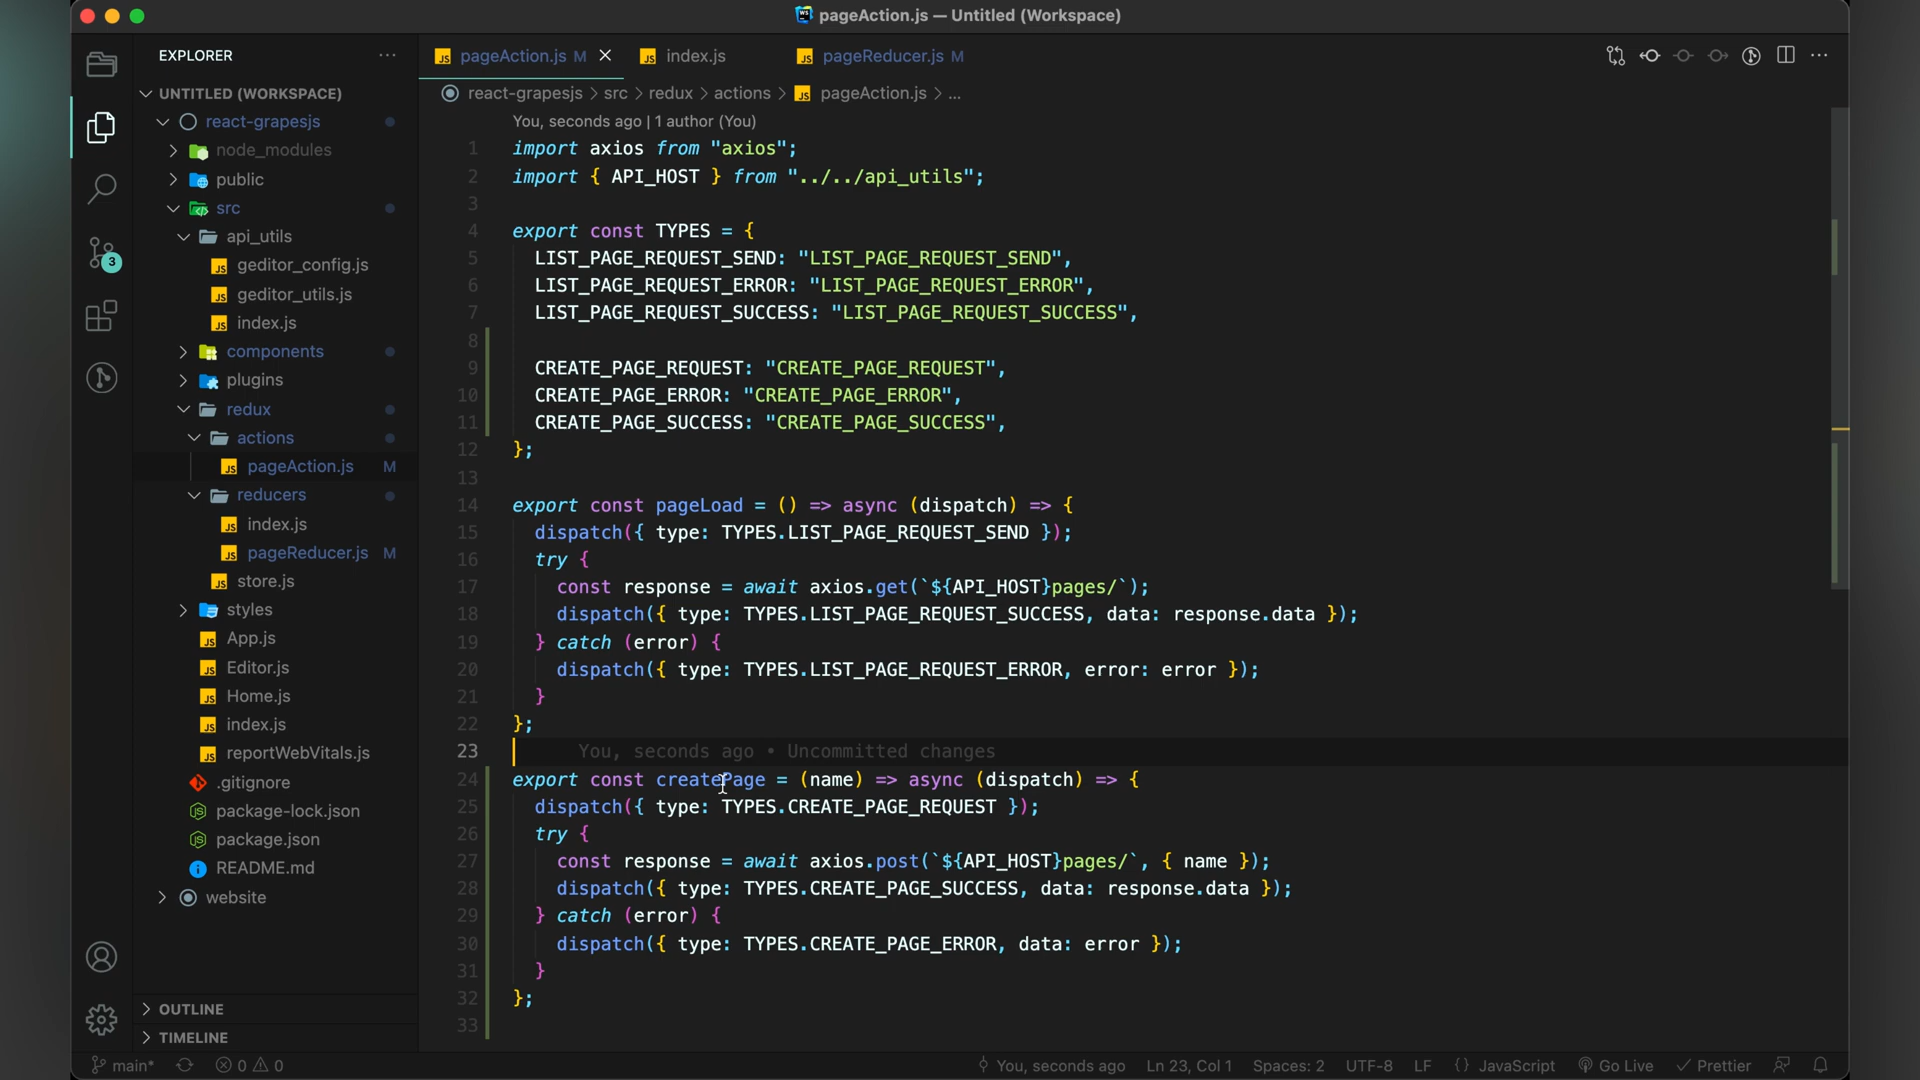 pageAction.js — Untitled (Workspace)
EXPLORER
UNTITLED (WORKSPACE)
react-grapesjs
node_modules
public
src
api_utils
geditor_config.js
geditor_utils.js
index.js
components
plugins
redux
actions
pageAction.js M
reducers
index.js
pageReducer.js M
store.js
styles
App.js
Editor.js
Home.js
index.js
reportWebVitals.js
.gitignore
package-lock.json
package.json
README.md
website
OUTLINE
TIMELINE
3
pageAction.js M
index.js
pageReducer.js M
react-grapesjs > src > redux > actions > pageAction.js > ...
You, seconds ago | 1 author (You)
1 import axios from "axios";
2 import { API_HOST } from "../../api_utils";
3
4 export const TYPES = {
5 LIST_PAGE_REQUEST_SEND: "LIST_PAGE_REQUEST_SEND",
6 LIST_PAGE_REQUEST_ERROR: "LIST_PAGE_REQUEST_ERROR",
7 LIST_PAGE_REQUEST_SUCCESS: "LIST_PAGE_REQUEST_SUCCESS",
8
9 CREATE_PAGE_REQUEST: "CREATE_PAGE_REQUEST",
10 CREATE_PAGE_ERROR: "CREATE_PAGE_ERROR",
11 CREATE_PAGE_SUCCESS: "CREATE_PAGE_SUCCESS",
12 };
13
14 export const pageLoad = () => async (dispatch) => {
15 dispatch({ type: TYPES.LIST_PAGE_REQUEST_SEND });
16 try {
17 const response = await axios.get(`${API_HOST}pages/`);
18 dispatch({ type: TYPES.LIST_PAGE_REQUEST_SUCCESS, data: response.data });
19 } catch (error) {
20 dispatch({ type: TYPES.LIST_PAGE_REQUEST_ERROR, error: error });
21 }
22 };
23 You, seconds ago • Uncommitted changes
24 export const createPage = (name) => async (dispatch) => {
25 dispatch({ type: TYPES.CREATE_PAGE_REQUEST });
26 try {
27 const response = await axios.post(`${API_HOST}pages/`, { name });
28 dispatch({ type: TYPES.CREATE_PAGE_SUCCESS, data: response.data });
29 } catch (error) {
30 dispatch({ type: TYPES.CREATE_PAGE_ERROR, data: error });
31 }
32 };
33
main* 0 0 You, seconds ago Ln 23, Col 1 Spaces: 2 UTF-8 LF {} JavaScript Go Live Prettier